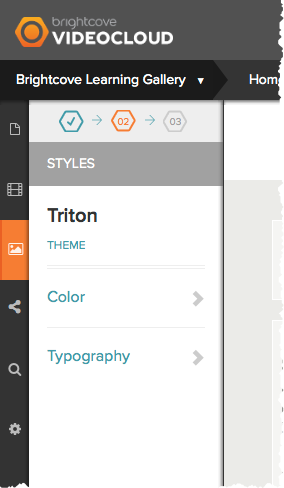 brightcove
VIDEOCLOUD
Brightcove Learning Gallery ▼
Hom
02
03
STYLES
Triton
THEME
Color
Typography